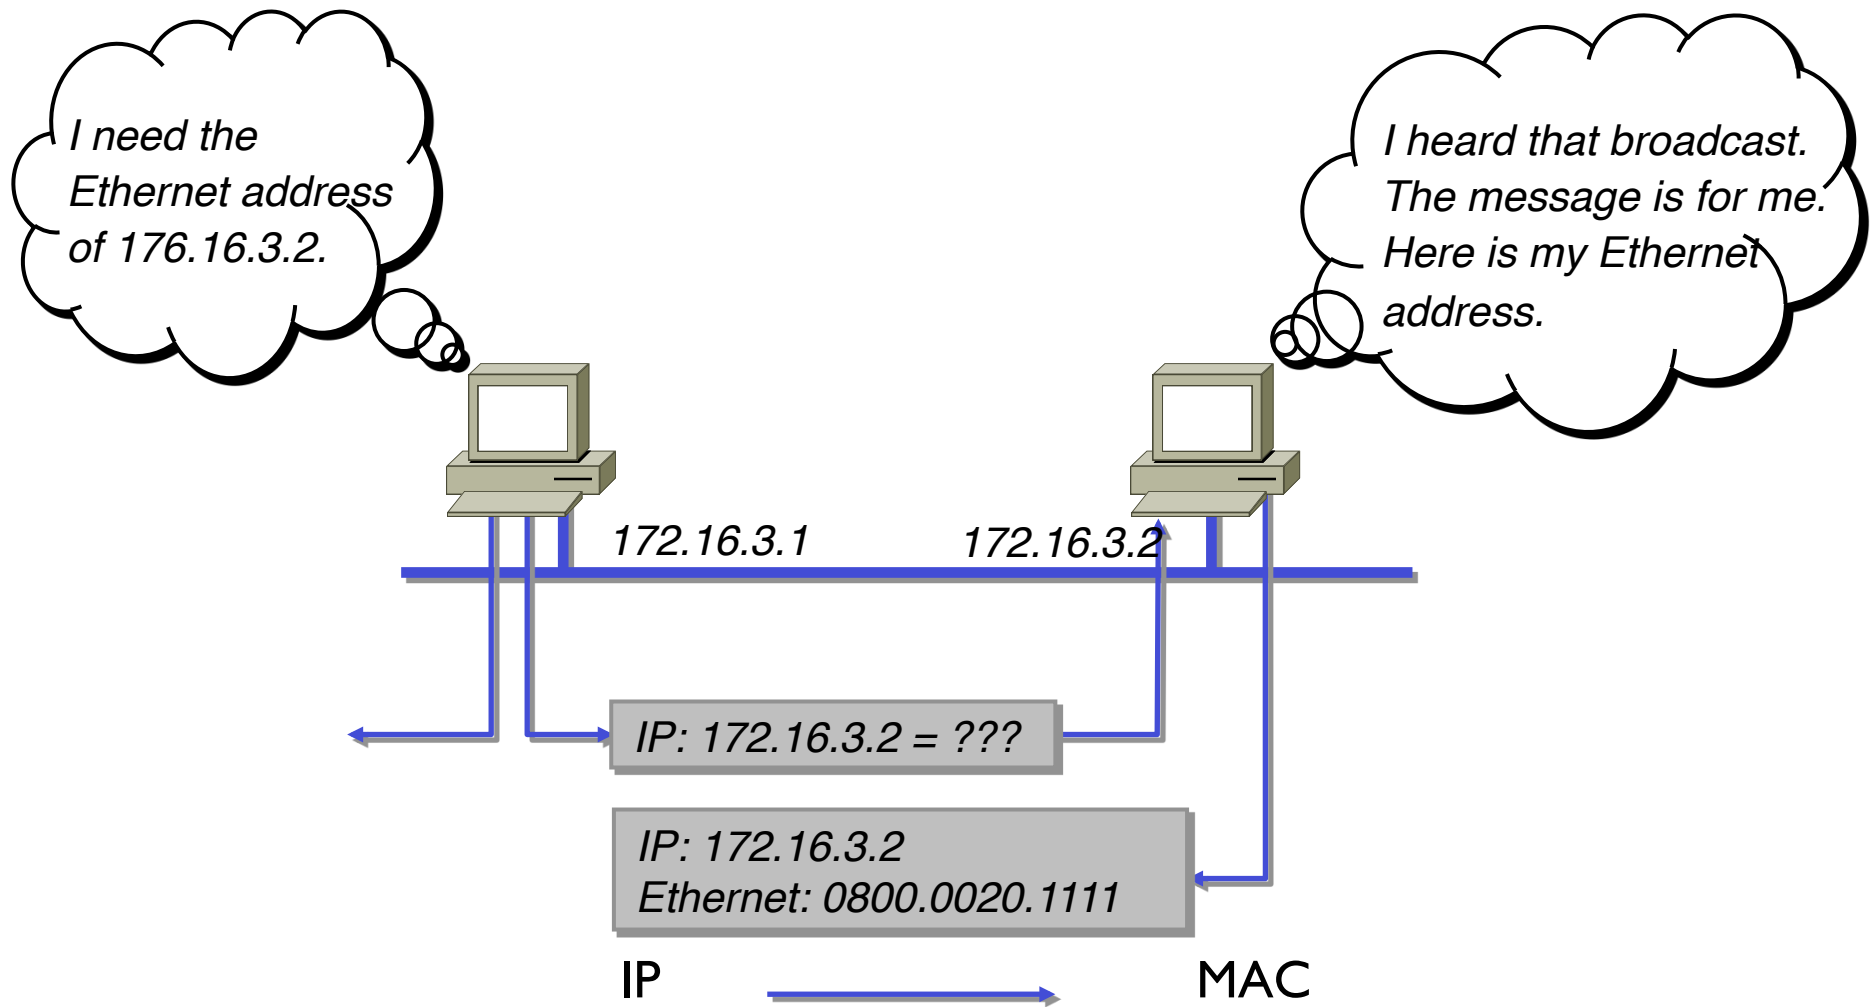 I need the
Ethernet address
of 176.16.3.2.
I heard that broadcast.
The message is for me.
Here is my Ethernet
address.
172.16.3.1
172.16.3.2
IP: 172.16.3.2 = ???
IP: 172.16.3.2
Ethernet: 0800.0020.1111
IP
MAC